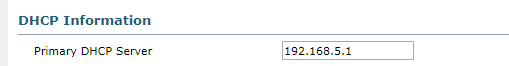 DHCP Information
Primary DHCP Server 192.168.5.1